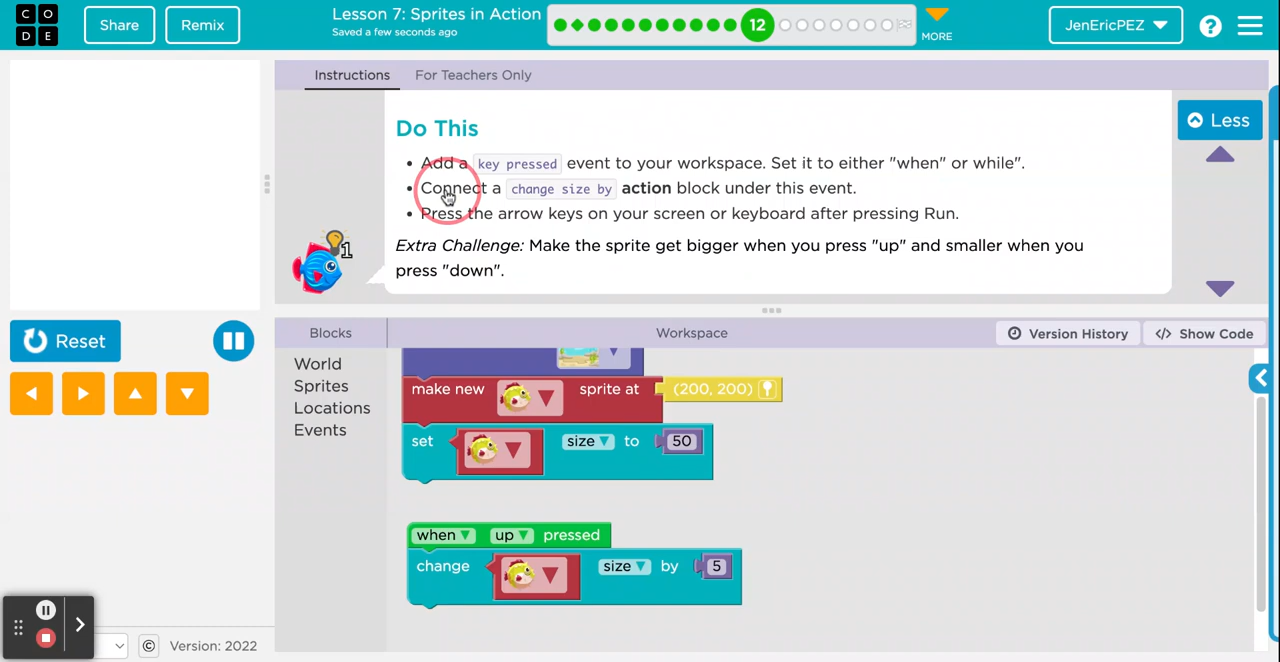 C O
D E
Share
Remix
Lesson 7: Sprites in Action
Saved a few seconds ago
12
MORE
JenEricPEZ
?
Instructions
For Teachers Only
Do This
Add a key pressed event to your workspace. Set it to either "when" or while".
Connect a change size by action block under this event.
Press the arrow keys on your screen or keyboard after pressing Run.
Extra Challenge: Make the sprite get bigger when you press "up" and smaller when you
press "down".
1
Less
Reset
Blocks
Workspace
Version History
</> Show Code
World
Sprites
Locations
Events
make new sprite at (200, 200)
set size to 50
when up pressed
change size by 5
© Version: 2022